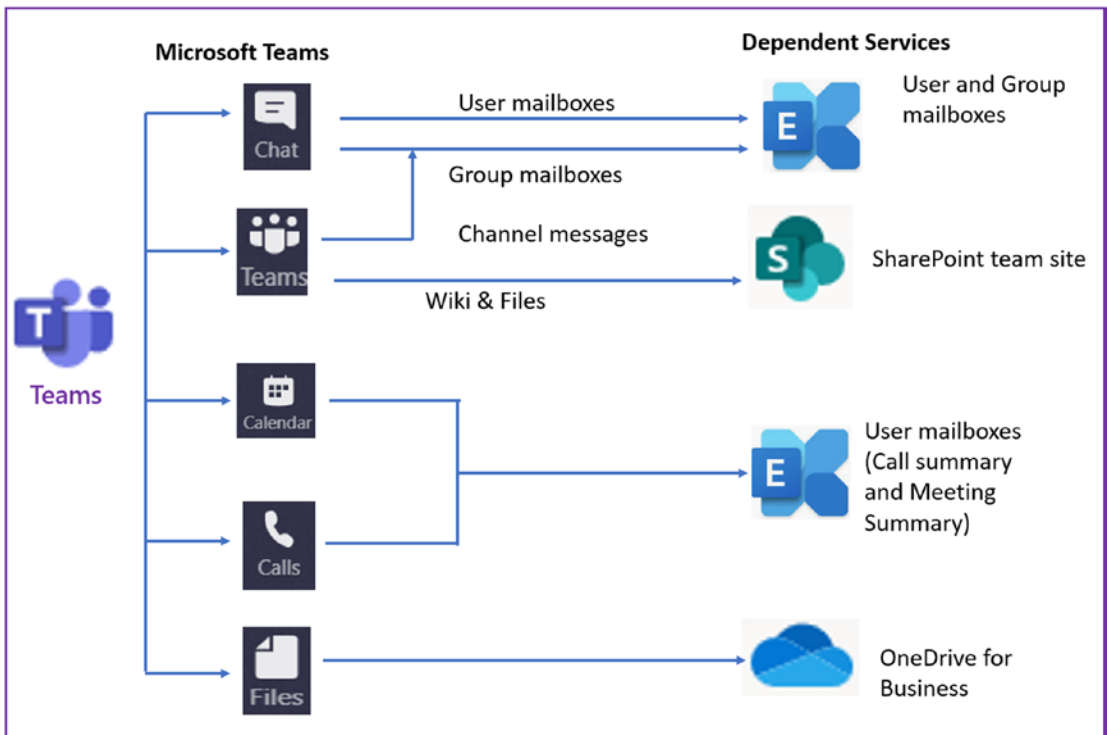 Microsoft Teams
Dependent Services
Chat
User mailboxes
E
User and Group
mailboxes
Group mailboxes
Teams
Channel messages
S
SharePoint team site
Wiki & Files
T
Teams
Calendar
E
User mailboxes
(Call summary
and Meeting
Summary)
Calls
Files
OneDrive for
Business